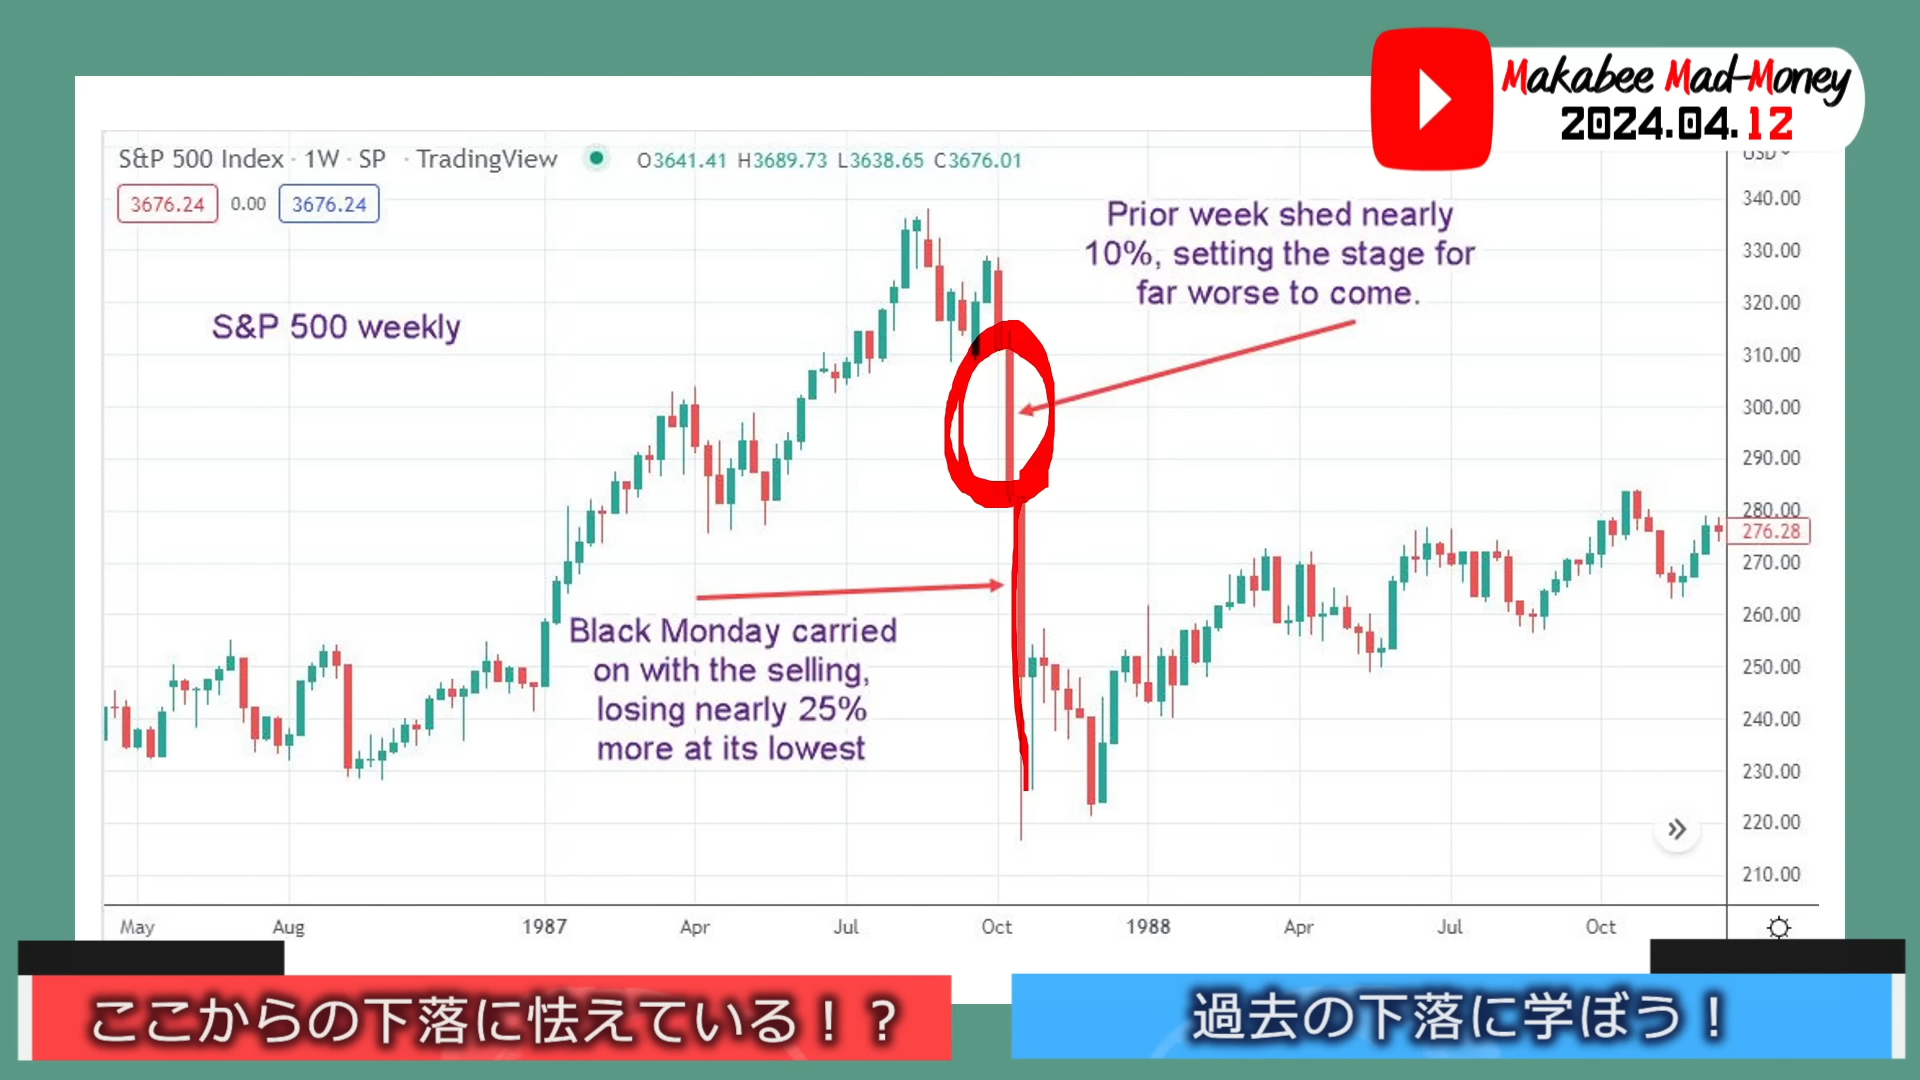 Makabee Mad-Money
2024.04.12
S&P 500 Index · 1W · SP · TradingView
O3641.41 H3689.73 L3638.65 C3676.01
USD
3676.24 0.00 3676.24
Prior week shed nearly
10%, setting the stage for
far worse to come.
S&P 500 weekly
Black Monday carried
on with the selling,
losing nearly 25%
more at its lowest
340.00
330.00
320.00
310.00
300.00
290.00
280.00
276.28
270.00
260.00
250.00
240.00
230.00
220.00
210.00
May Aug 1987 Apr Jul Oct 1988 Apr Jul Oct
ここからの下落に怯えている！？
過去の下落に学ぼう！